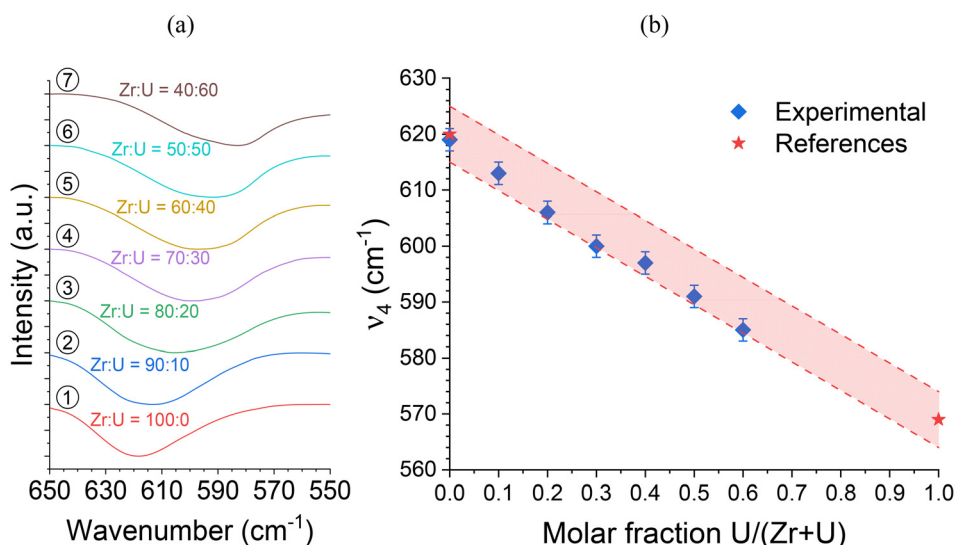 (a)
(b)
Intensity (a.u.)
⑦
Zr:U = 40:60
⑥
Zr:U = 50:50
⑤
Zr:U = 60:40
④
Zr:U = 70:30
③
Zr:U = 80:20
②
Zr:U = 90:10
①
Zr:U = 100:0
650 630 610 590 570 550
Wavenumber (cm⁻¹)
ν₄ (cm⁻¹)
630
620
610
600
590
580
570
560
Experimental
References
0.0 0.1 0.2 0.3 0.4 0.5 0.6 0.7 0.8 0.9 1.0
Molar fraction U/(Zr+U)